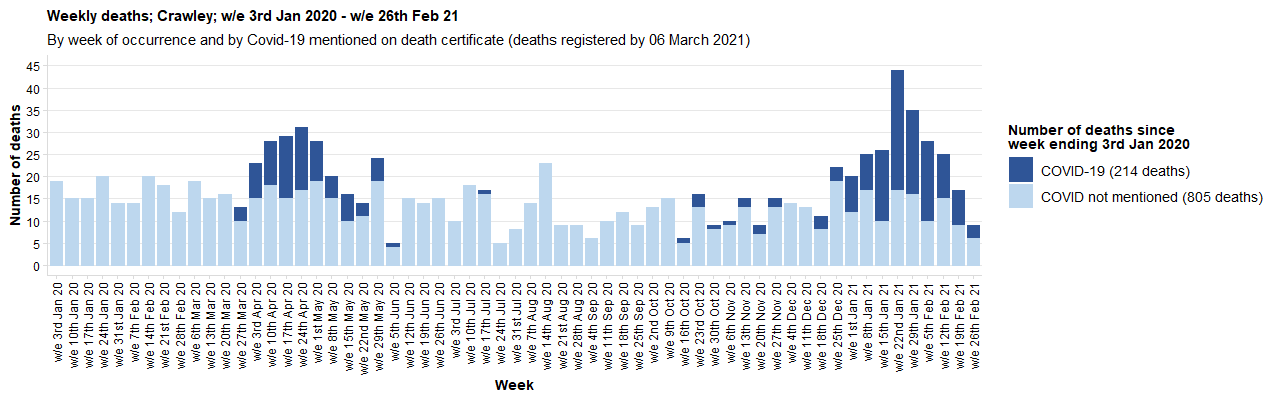 Weekly deaths; Crawley; w/e 3rd Jan 2020 - w/e 26th Feb 21
By week of occurrence and by Covid-19 mentioned on death certificate (deaths registered by 06 March 2021)
Number of deaths
45
40
35
30
25
20
15
10
5
0
w/e 3rd Jan 20
w/e 10th Jan 20
w/e 17th Jan 20
w/e 24th Jan 20
w/e 31st Jan 20
w/e 7th Feb 20
w/e 14th Feb 20
w/e 21st Feb 20
w/e 28th Feb 20
w/e 6th Mar 20
w/e 13th Mar 20
w/e 20th Mar 20
w/e 27th Mar 20
w/e 3rd Apr 20
w/e 10th Apr 20
w/e 17th Apr 20
w/e 24th Apr 20
w/e 1st May 20
w/e 8th May 20
w/e 15th May 20
w/e 22nd May 20
w/e 29th May 20
w/e 5th Jun 20
w/e 12th Jun 20
w/e 19th Jun 20
w/e 26th Jun 20
w/e 3rd Jul 20
w/e 10th Jul 20
w/e 17th Jul 20
w/e 24th Jul 20
w/e 31st Jul 20
w/e 7th Aug 20
w/e 14th Aug 20
w/e 21st Aug 20
w/e 28th Aug 20
w/e 4th Sep 20
w/e 11th Sep 20
w/e 18th Sep 20
w/e 25th Sep 20
w/e 2nd Oct 20
w/e 9th Oct 20
w/e 16th Oct 20
w/e 23rd Oct 20
w/e 30th Oct 20
w/e 6th Nov 20
w/e 13th Nov 20
w/e 20th Nov 20
w/e 27th Nov 20
w/e 4th Dec 20
w/e 11th Dec 20
w/e 18th Dec 20
w/e 25th Dec 20
w/e 1st Jan 21
w/e 8th Jan 21
w/e 15th Jan 21
w/e 22nd Jan 21
w/e 29th Jan 21
w/e 5th Feb 21
w/e 12th Feb 21
w/e 19th Feb 21
w/e 26th Feb 21
Week
Number of deaths since
week ending 3rd Jan 2020
COVID-19 (214 deaths)
COVID not mentioned (805 deaths)